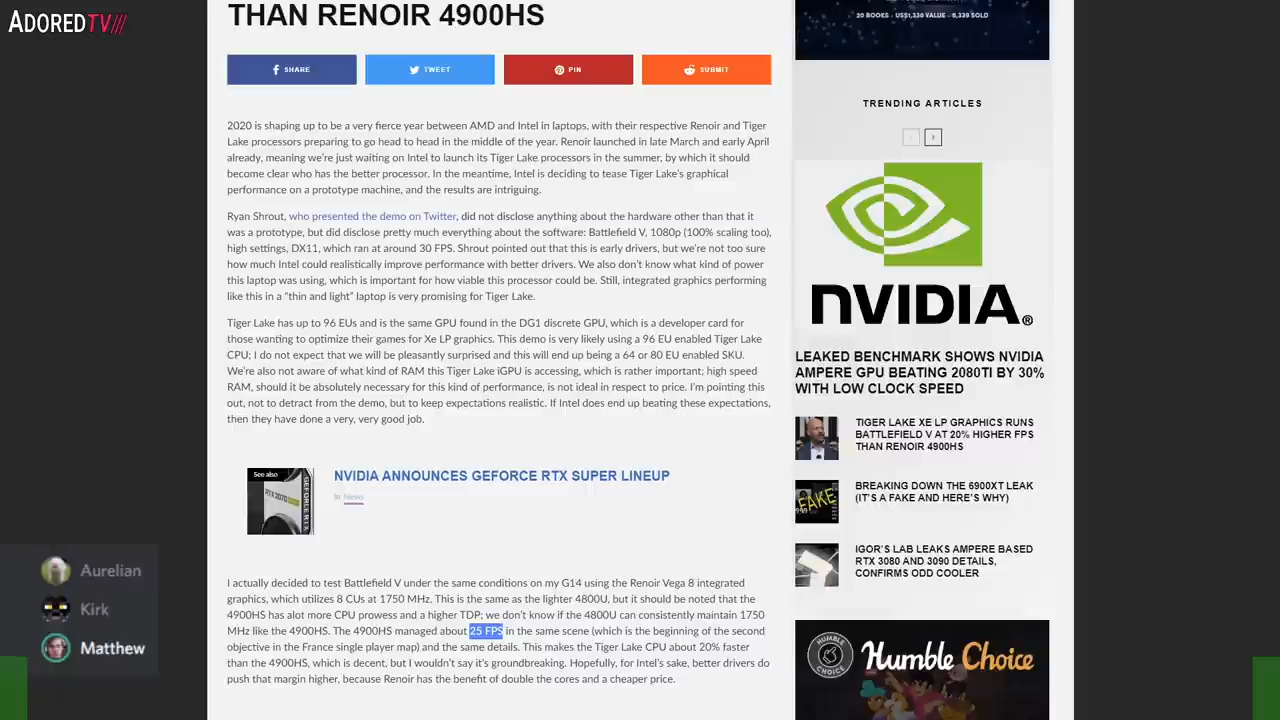 ADOREDTV///
THAN RENOIR 4900HS
SHARE
TWEET
PIN
SUBMIT
2020 is shaping up to be a very fierce year between AMD and Intel in laptops, with their respective Renoir and Tiger
Lake processors preparing to go head to head in the middle of the year. Renoir launched in late March and early April
already, meaning we're just waiting on Intel to launch its Tiger Lake processors in the summer, by which it should
become clear who has the better processor. In the meantime, Intel is deciding to tease Tiger Lake's graphical
performance on a prototype machine, and the results are intriguing.
Ryan Shrout, who presented the demo on Twitter, did not disclose anything about the hardware other than that it
was a prototype, but did disclose pretty much everything about the software: Battlefield V, 1080p (100% scaling too),
high settings, DX11, which ran at around 30 FPS. Shrout pointed out that this is early drivers, but we're not too sure
how much Intel could realistically improve performance with better drivers. We also don't know what kind of power
this laptop was using, which is important for how viable this processor could be. Still, integrated graphics performing
like this in a "thin and light" laptop is very promising for Tiger Lake.
Tiger Lake has up to 96 EUs and is the same GPU found in the DG1 discrete GPU, which is a developer card for
those wanting to optimize their games for Xe LP graphics. This demo is very likely using a 96 EU enabled Tiger Lake
CPU; I do not expect that we will be pleasantly surprised and this will end up being a 64 or 80 EU enabled SKU.
We're also not aware of what kind of RAM this Tiger Lake iGPU is accessing, which is rather important; high speed
RAM, should it be absolutely necessary for this kind of performance, is not ideal in respect to price. I'm pointing this
out, not to detract from the demo, but to keep expectations realistic. If Intel does end up beating these expectations,
then they have done a very, very good job.
See also
RTX 2070
GEFORCE RTX
NVIDIA ANNOUNCES GEFORCE RTX SUPER LINEUP
In News
I actually decided to test Battlefield V under the same conditions on my G14 using the Renoir Vega 8 integrated
graphics, which utilizes 8 CUs at 1750 MHz. This is the same as the lighter 4800U, but it should be noted that the
4900HS has alot more CPU prowess and a higher TDP; we don't know if the 4800U can consistently maintain 1750
MHz like the 4900HS. The 4900HS managed about 25 FPS in the same scene (which is the beginning of the second
objective in the France single player map) and the same details. This makes the Tiger Lake CPU about 20% faster
than the 4900HS, which is decent, but I wouldn't say it's groundbreaking. Hopefully, for Intel's sake, better drivers do
push that margin higher, because Renoir has the benefit of double the cores and a cheaper price.
20 BOOKS · US$1,330 VALUE · 5,339 SOLD
TRENDING ARTICLES
NVIDIA®
LEAKED BENCHMARK SHOWS NVIDIA
AMPERE GPU BEATING 2080TI BY 30%
WITH LOW CLOCK SPEED
TIGER LAKE XE LP GRAPHICS RUNS
BATTLEFIELD V AT 20% HIGHER FPS
THAN RENOIR 4900HS
FAKE
BREAKING DOWN THE 6900XT LEAK
(IT'S A FAKE AND HERE'S WHY)
IGOR'S LAB LEAKS AMPERE BASED
RTX 3080 AND 3090 DETAILS,
CONFIRMS ODD COOLER
HUMBLE CHOICE
Humble Choice
Aurelian
Kirk
Matthew